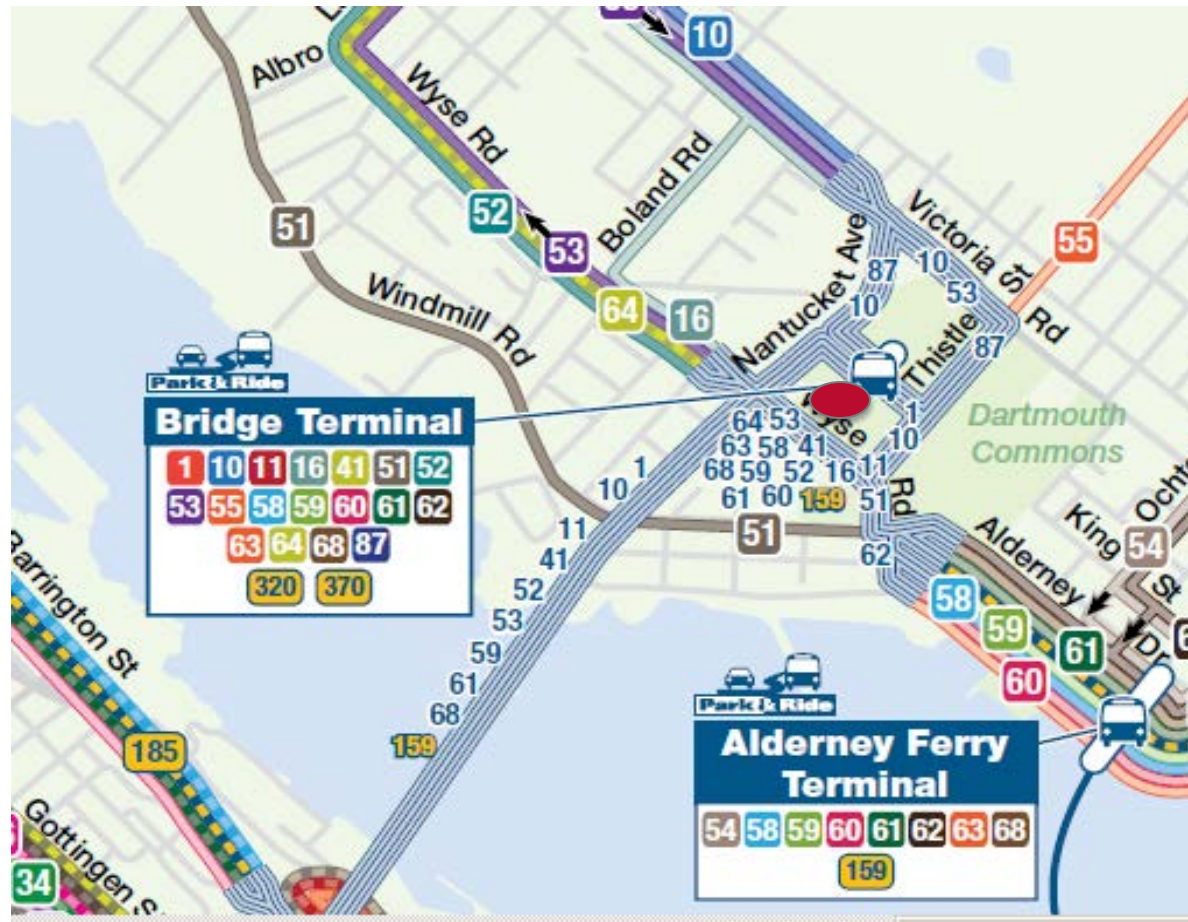 10
Albro
Wyse Rd
Boland Rd
51
52
53
Windmill Rd
64
16
Nantucket Ave
Victoria St
Rd
55
87
10
10
53
87
Thistle
1
10
Dartmouth
Commons
Park & Ride
Bridge Terminal
1 10 11 16 41 51 52
53 55 58 59 60 61 62
63 64 68 87
320 370
Wyse
Rd
64 53
63 58 41
68 59 52 16
61 60 159
11
51
62
51
1
10
11
41
52
53
59
61
68
159
Alderney
Dr
King
St
Ochte
54
58
59
60
61
Park & Ride
Alderney Ferry
Terminal
54 58 59 60 61 62 63 68
159
Barrington St
185
Gottingen S
34